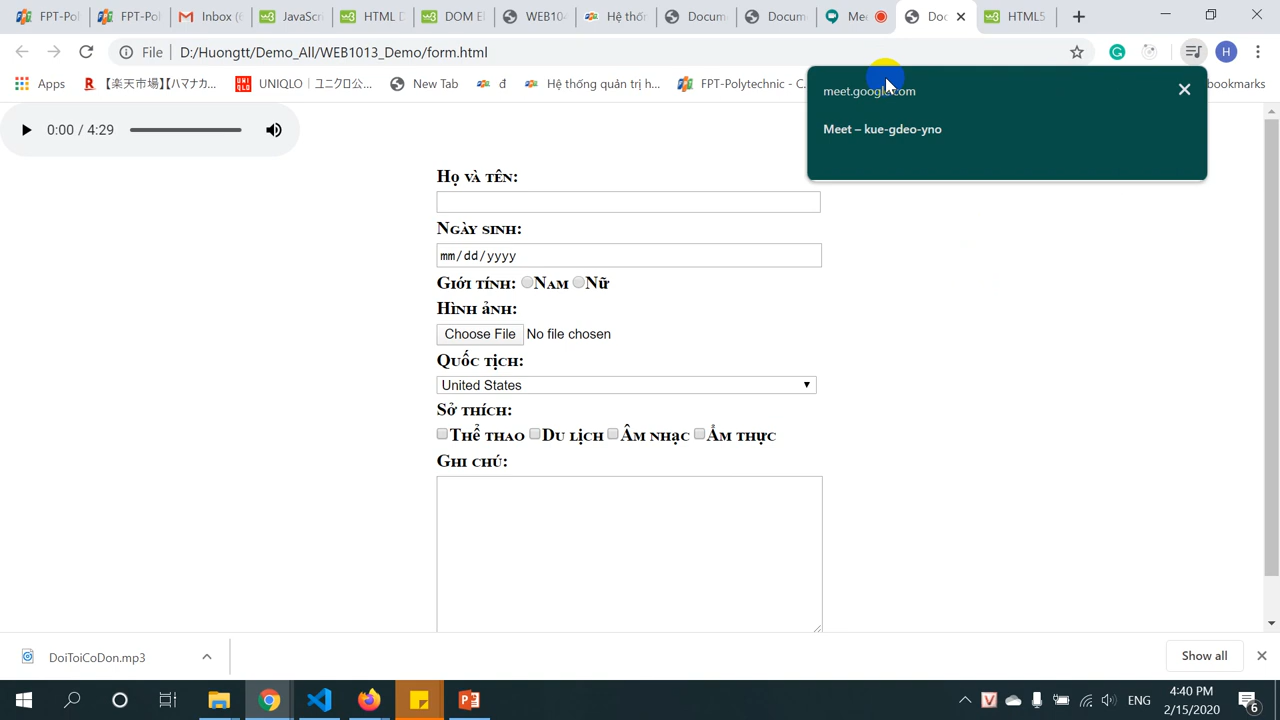 FPT-Pol
FPT-Pol
Inbox (6
JavaSc
HTML D
DOM El
WEB104
Hệ thốn
Docum
Docum
Me
Doc
HTML5
File
D:/Huongtt/Demo_All/WEB1013_Demo/form.html
H
Apps
【楽天市場】【ハマナカ...
UNIQLO｜ユニクロ公...
New Tab
đ
Hệ thống quản trị h...
FPT-Polytechnic - C...
bookmarks
meet.google.com
Meet – kue-gdeo-yno
0:00 / 4:29
Họ và tên:
Ngày sinh:
mm/dd/yyyy
Giới tính: Nam Nữ
Hình ảnh:
Choose File No file chosen
Quốc tịch:
United States
Sở thích:
Thể thao Du lịch Âm nhạc Ẩm thực
Ghi chú:
DoiToiCoDon.mp3
Show all
ENG
4:40 PM
2/15/2020
6